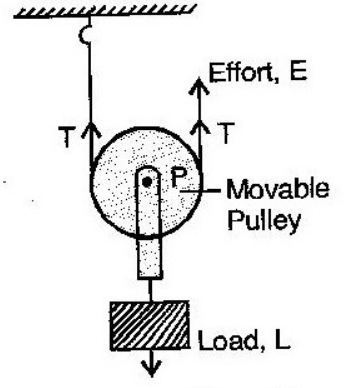 Effort, E
T
T
P
Movable
Pulley
Load, L